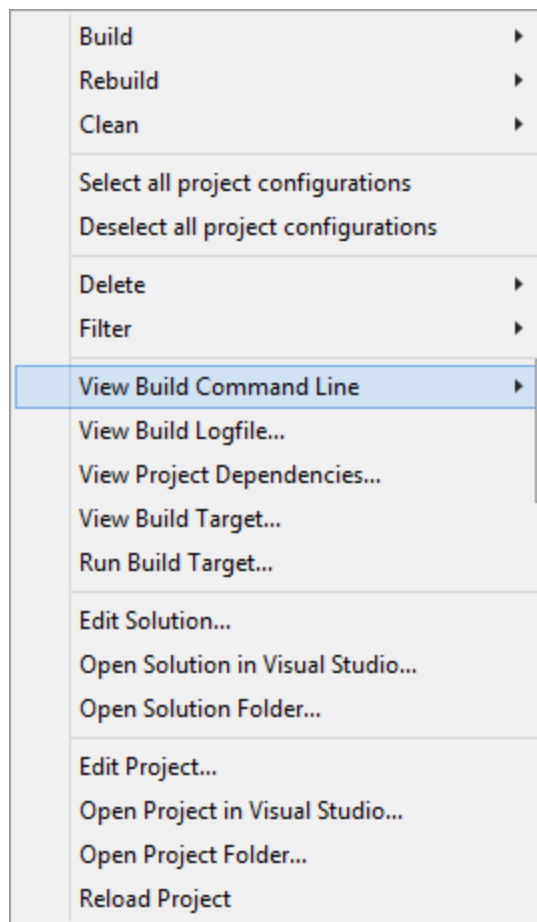 Build
Rebuild
Clean
Select all project configurations
Deselect all project configurations
Delete
Filter
View Build Command Line
View Build Logfile...
View Project Dependencies...
View Build Target...
Run Build Target...
Edit Solution...
Open Solution in Visual Studio...
Open Solution Folder...
Edit Project...
Open Project in Visual Studio...
Open Project Folder...
Reload Project